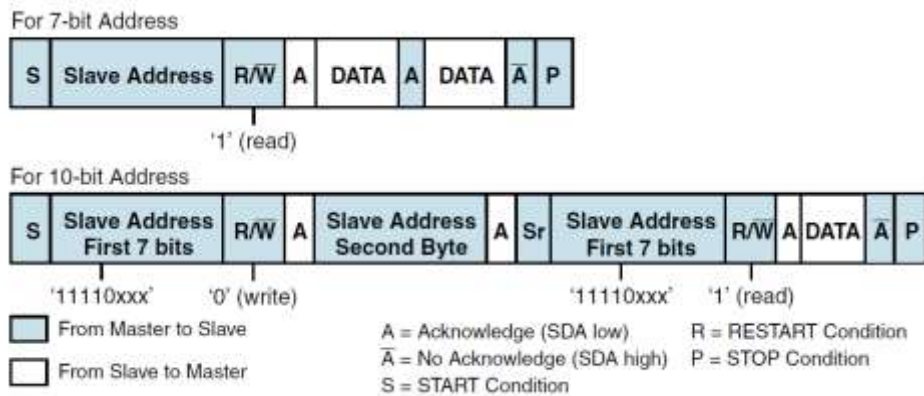 For 7-bit Address
S Slave Address R/W̅ A DATA A DATA A̅ P
'1' (read)
For 10-bit Address
S Slave Address First 7 bits R/W̅ A Slave Address Second Byte A Sr Slave Address First 7 bits R/W̅ A DATA A̅ P
'11110xxx' '0' (write) '11110xxx' '1' (read)
From Master to Slave
From Slave to Master
A = Acknowledge (SDA low)
A̅ = No Acknowledge (SDA high)
S = START Condition
R = RESTART Condition
P = STOP Condition